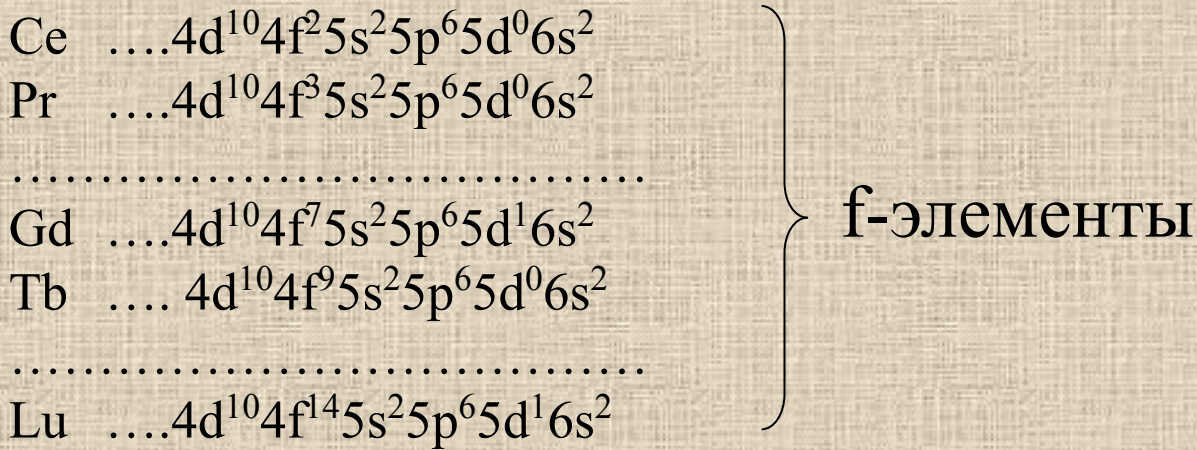 Ce ….4d¹⁰4f²5s²5p⁶5d⁰6s²
Pr ….4d¹⁰4f³5s²5p⁶5d⁰6s²
………………………………
Gd ….4d¹⁰4f⁷5s²5p⁶5d¹6s²
f-элементы
Tb …. 4d¹⁰4f⁹5s²5p⁶5d⁰6s²
………………………………
Lu ….4d¹⁰4f¹⁴5s²5p⁶5d¹6s²